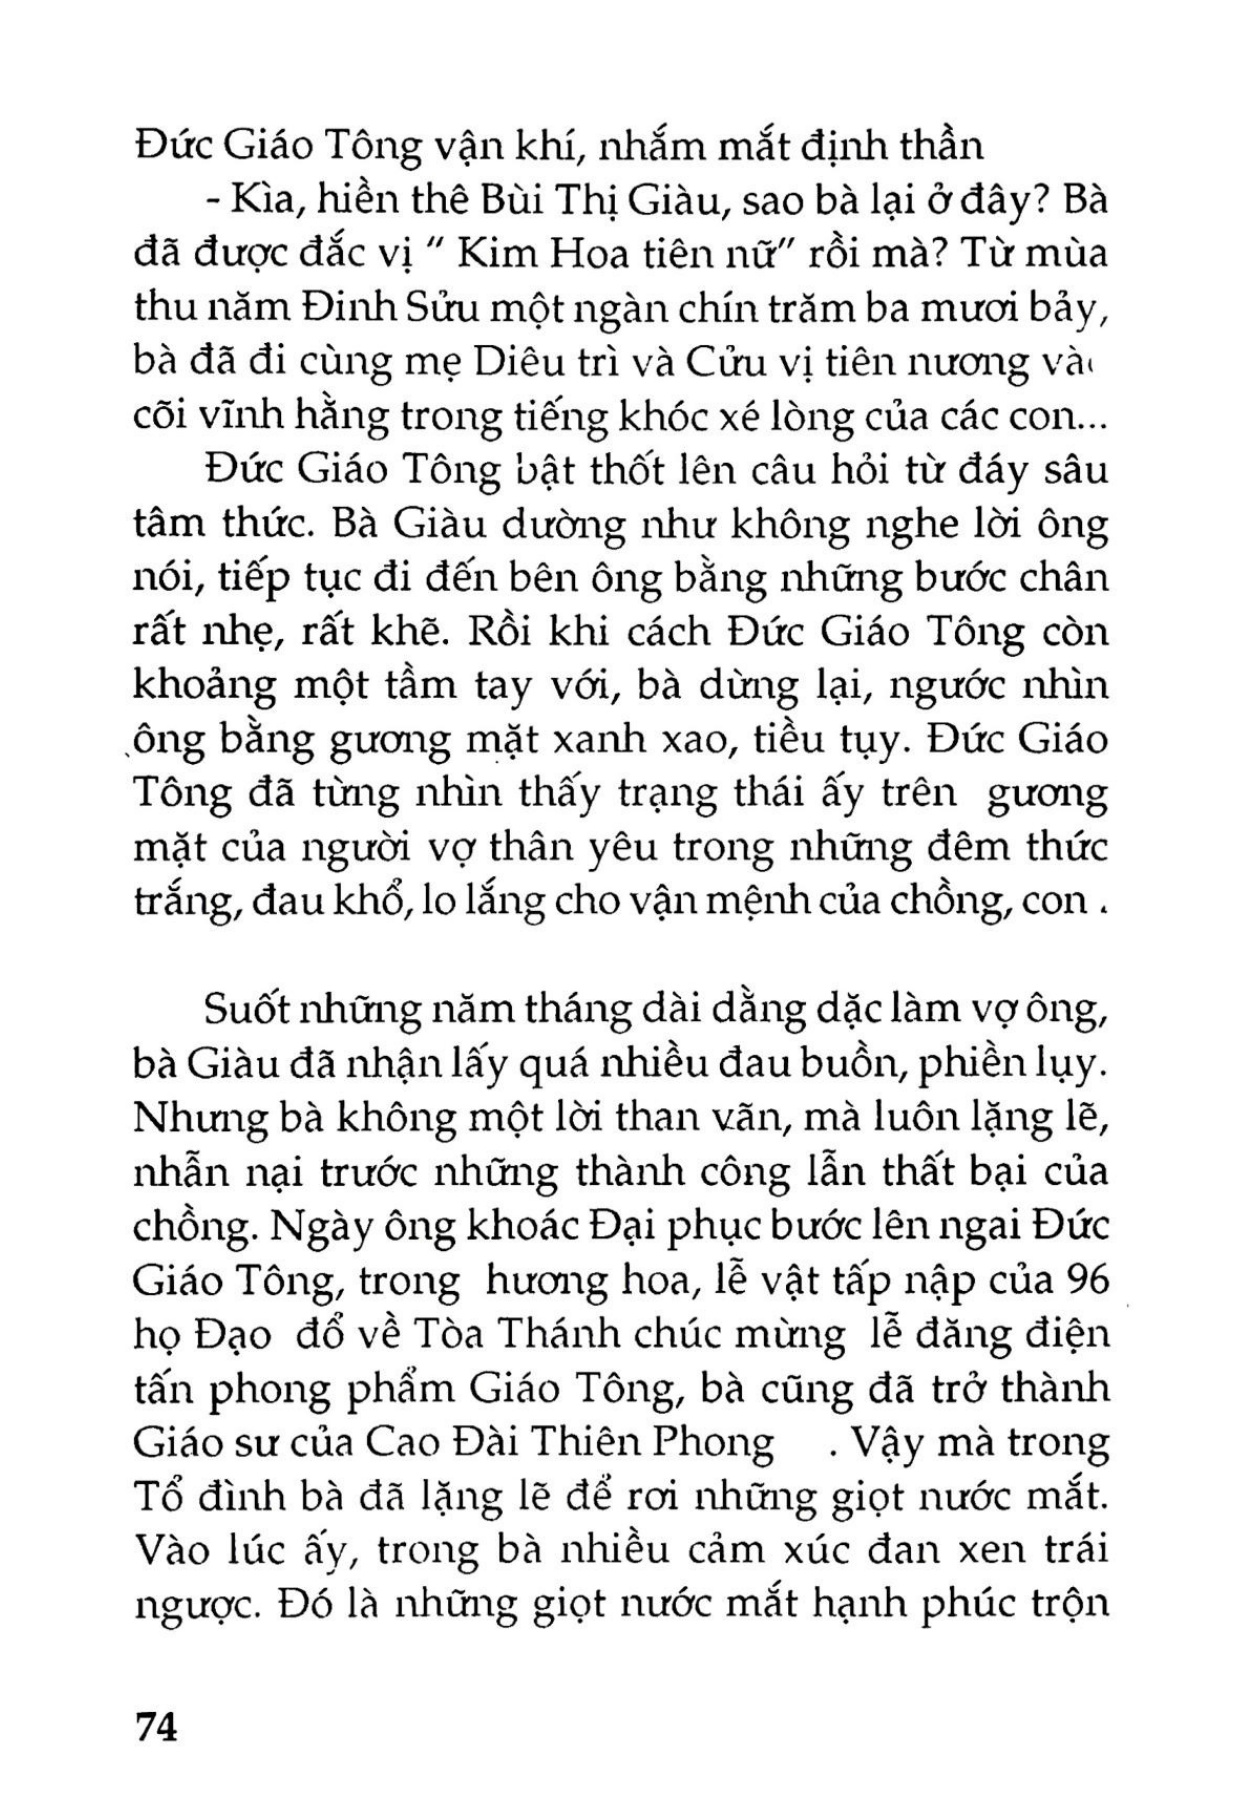 Đức Giáo Tông vận khí, nhắm mắt định thần
- Kìa, hiền thê Bùi Thị Giàu, sao bà lại ở đây? Bà
đã được đắc vị " Kim Hoa tiên nữ" rồi mà? Từ mùa
thu năm Đinh Sửu một ngàn chín trăm ba mươi bảy,
bà đã đi cùng mẹ Diêu trì và Cửu vị tiên nương và
cõi vĩnh hằng trong tiếng khóc xé lòng của các con...
Đức Giáo Tông bật thốt lên câu hỏi từ đáy sâu
tâm thức. Bà Giàu dường như không nghe lời ông
nói, tiếp tục đi đến bên ông bằng những bước chân
rất nhẹ, rất khẽ. Rồi khi cách Đức Giáo Tông còn
khoảng một tầm tay với, bà dừng lại, ngước nhìn
ông bằng gương mặt xanh xao, tiều tụy. Đức Giáo
Tông đã từng nhìn thấy trạng thái ấy trên gương
mặt của người vợ thân yêu trong những đêm thức
trắng, đau khổ, lo lắng cho vận mệnh của chồng, con .
Suốt những năm tháng dài dằng dặc làm vợ ông,
bà Giàu đã nhận lấy quá nhiều đau buồn, phiền lụy.
Nhưng bà không một lời than vãn, mà luôn lặng lẽ,
nhẫn nại trước những thành công lẫn thất bại của
chồng. Ngày ông khoác Đại phục bước lên ngai Đức
Giáo Tông, trong hương hoa, lễ vật tấp nập của 96
họ Đạo đổ về Tòa Thánh chúc mừng lễ đăng điện
tấn phong phẩm Giáo Tông, bà cũng đã trở thành
Giáo sư của Cao Đài Thiên Phong . Vậy mà trong
Tổ đình bà đã lặng lẽ để rơi những giọt nước mắt.
Vào lúc ấy, trong bà nhiều cảm xúc đan xen trái
ngược. Đó là những giọt nước mắt hạnh phúc trộn
74